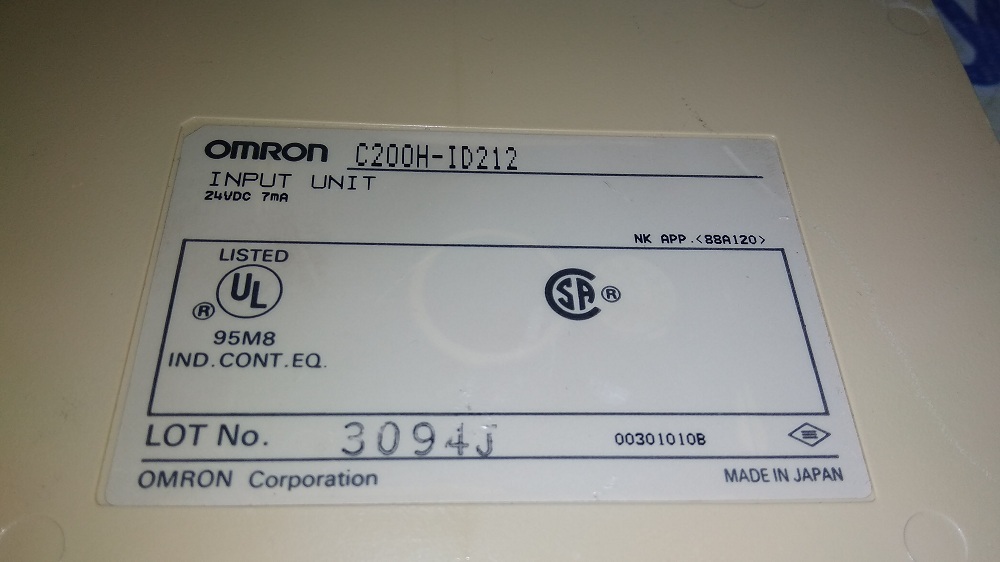 OMRON C200H-ID212
INPUT UNIT
24VDC 7mA
NK APP.<88A120>
LISTED
UL
®
CSA ®
95M8
IND.CONT.EQ.
LOT No. 3094J 00301010B
OMRON Corporation MADE IN JAPAN